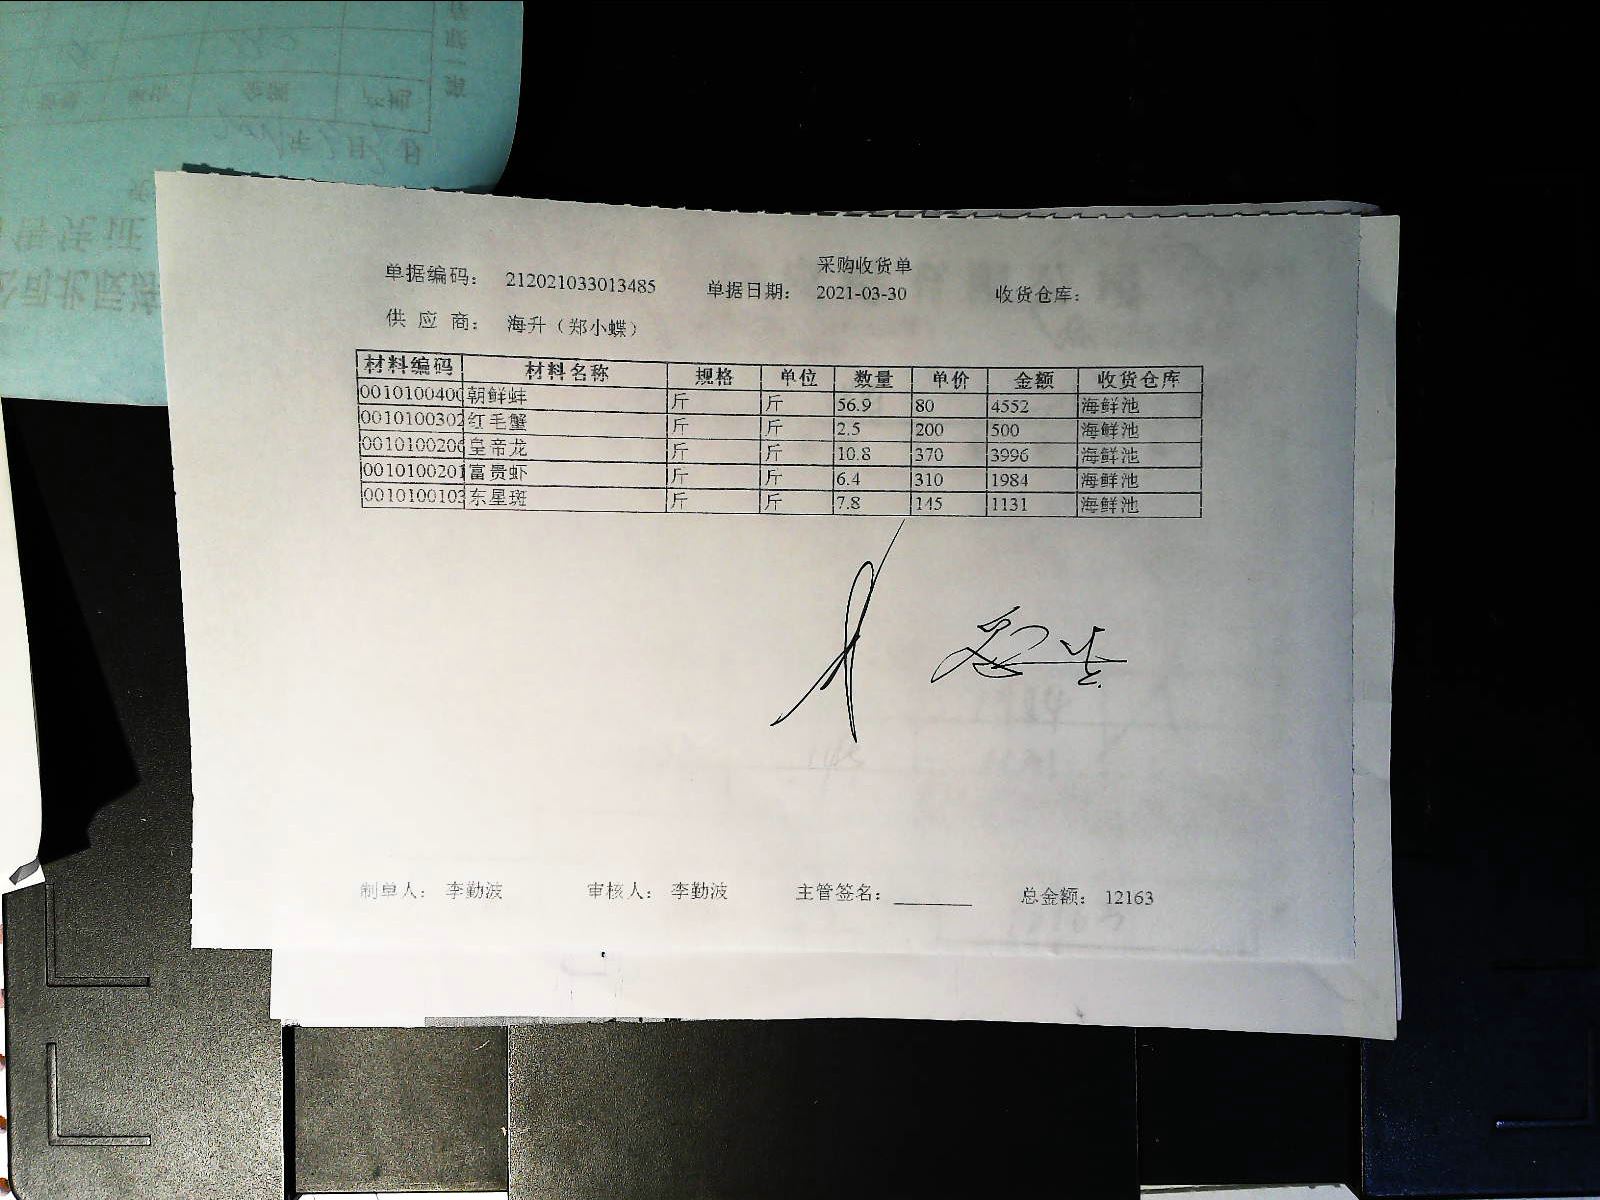 采购收货单
单据编码： 212021033013485 单据日期： 2021-03-30 收货仓库：
供 应 商： 海升（郑小蝶）
材料编码 材料名称 规格 单位 数量 单价 金额 收货仓库
0010100400 朝鲜蚌 斤 斤 56.9 80 4552 海鲜池
0010100302 红毛蟹 斤 斤 2.5 200 500 海鲜池
0010100206 皇帝龙 斤 斤 10.8 370 3996 海鲜池
0010100201 富贵虾 斤 斤 6.4 310 1984 海鲜池
0010100103 东星斑 斤 斤 7.8 145 1131 海鲜池
制单人： 李勤波 审核人： 李勤波 主管签名： 总金额： 12163